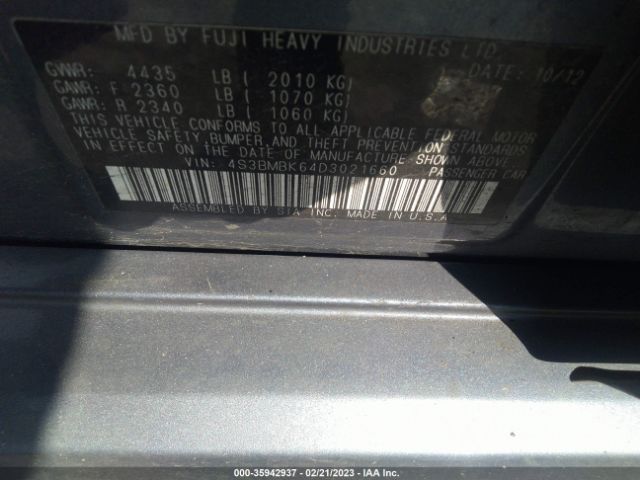 MFD BY FUJI HEAVY INDUSTRIES LTD.
DATE: 10/12
GVWR: 4435 LB ( 2010 KG)
GAWR: F 2360 LB ( 1070 KG)
GAWR: R 2340 LB ( 1060 KG)
THIS VEHICLE CONFORMS TO ALL APPLICABLE FEDERAL MOTOR
VEHICLE SAFETY, BUMPER, AND THEFT PREVENTION STANDARDS
IN EFFECT ON THE DATE OF MANUFACTURE SHOWN ABOVE.
VIN: 4S3BMBK64D3021660 PASSENGER CAR
ASSEMBLED BY SIA INC. MADE IN U.S.A
000-35942937 - 02/21/2023 - IAA Inc.